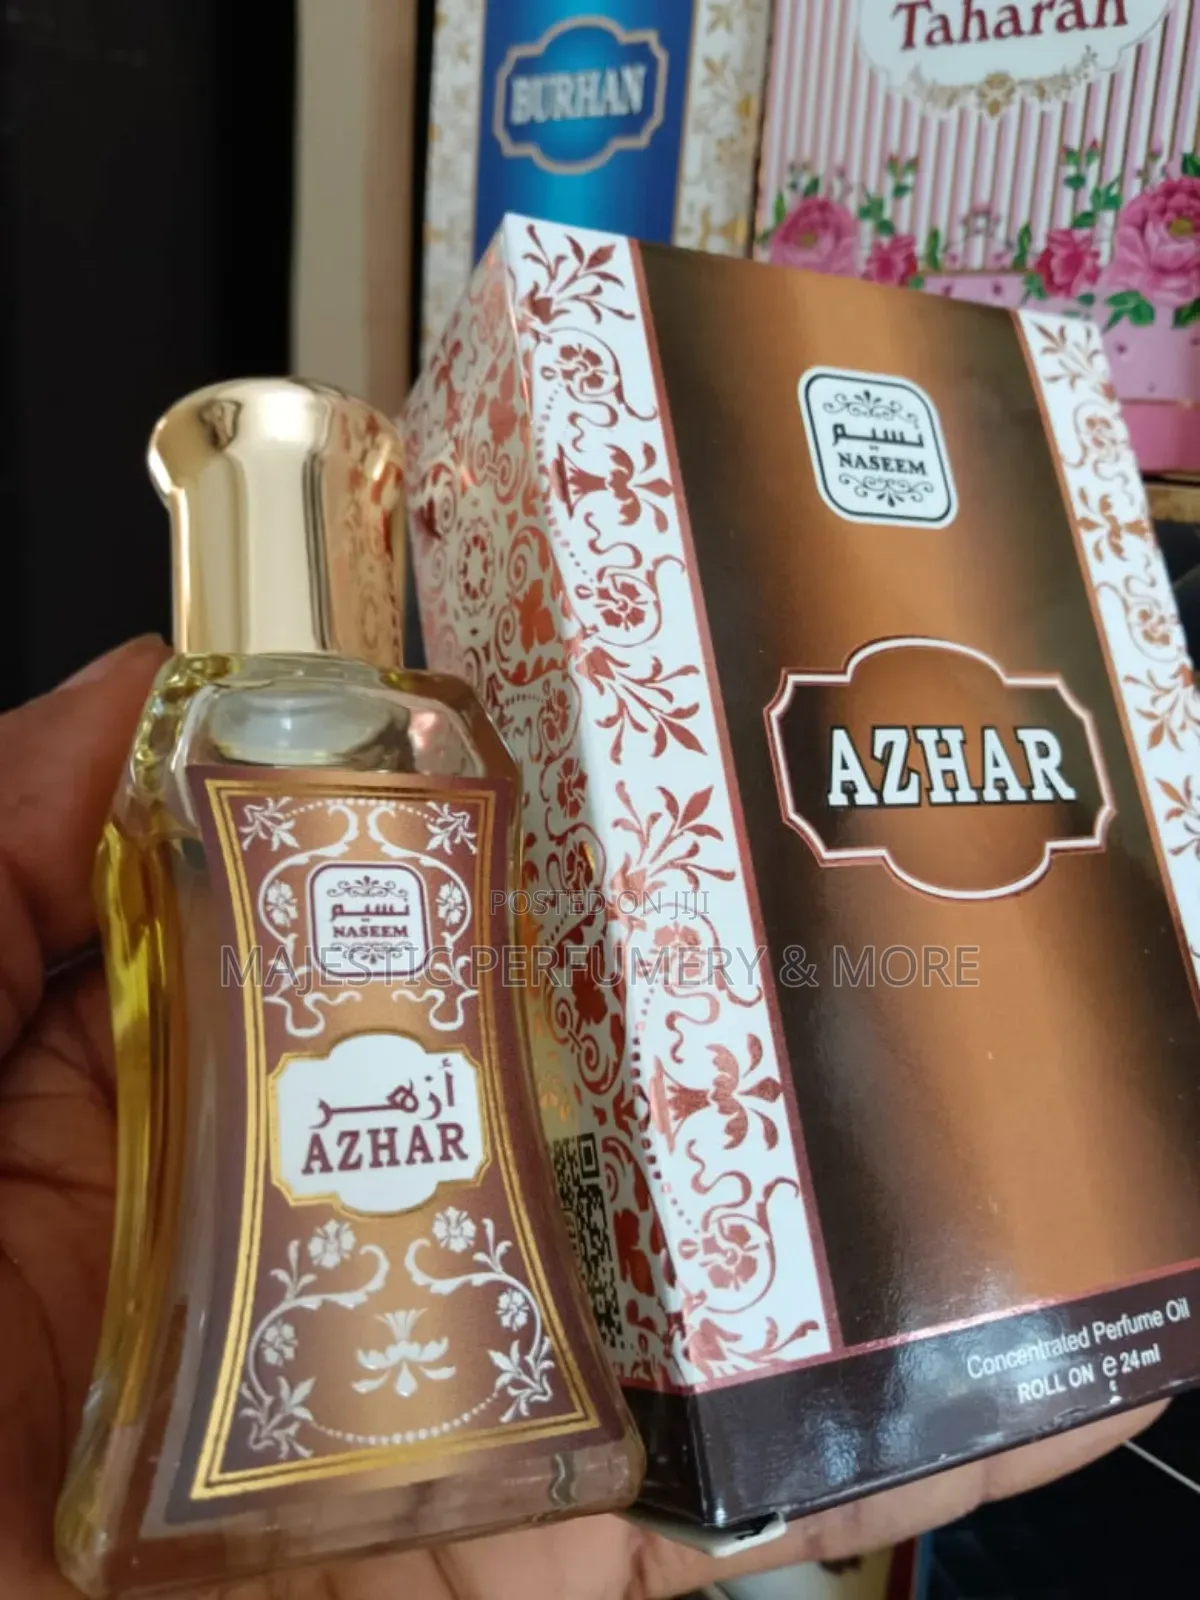 BURHAN
Taharah
نسيم
NASEEM
AZHAR
نسيم
NASEEM
أزهر
AZHAR
POSTED ON JIJI
MAJESTIC PERFUMERY & MORE
Concentrated Perfume Oil
ROLL ON e 24 ml